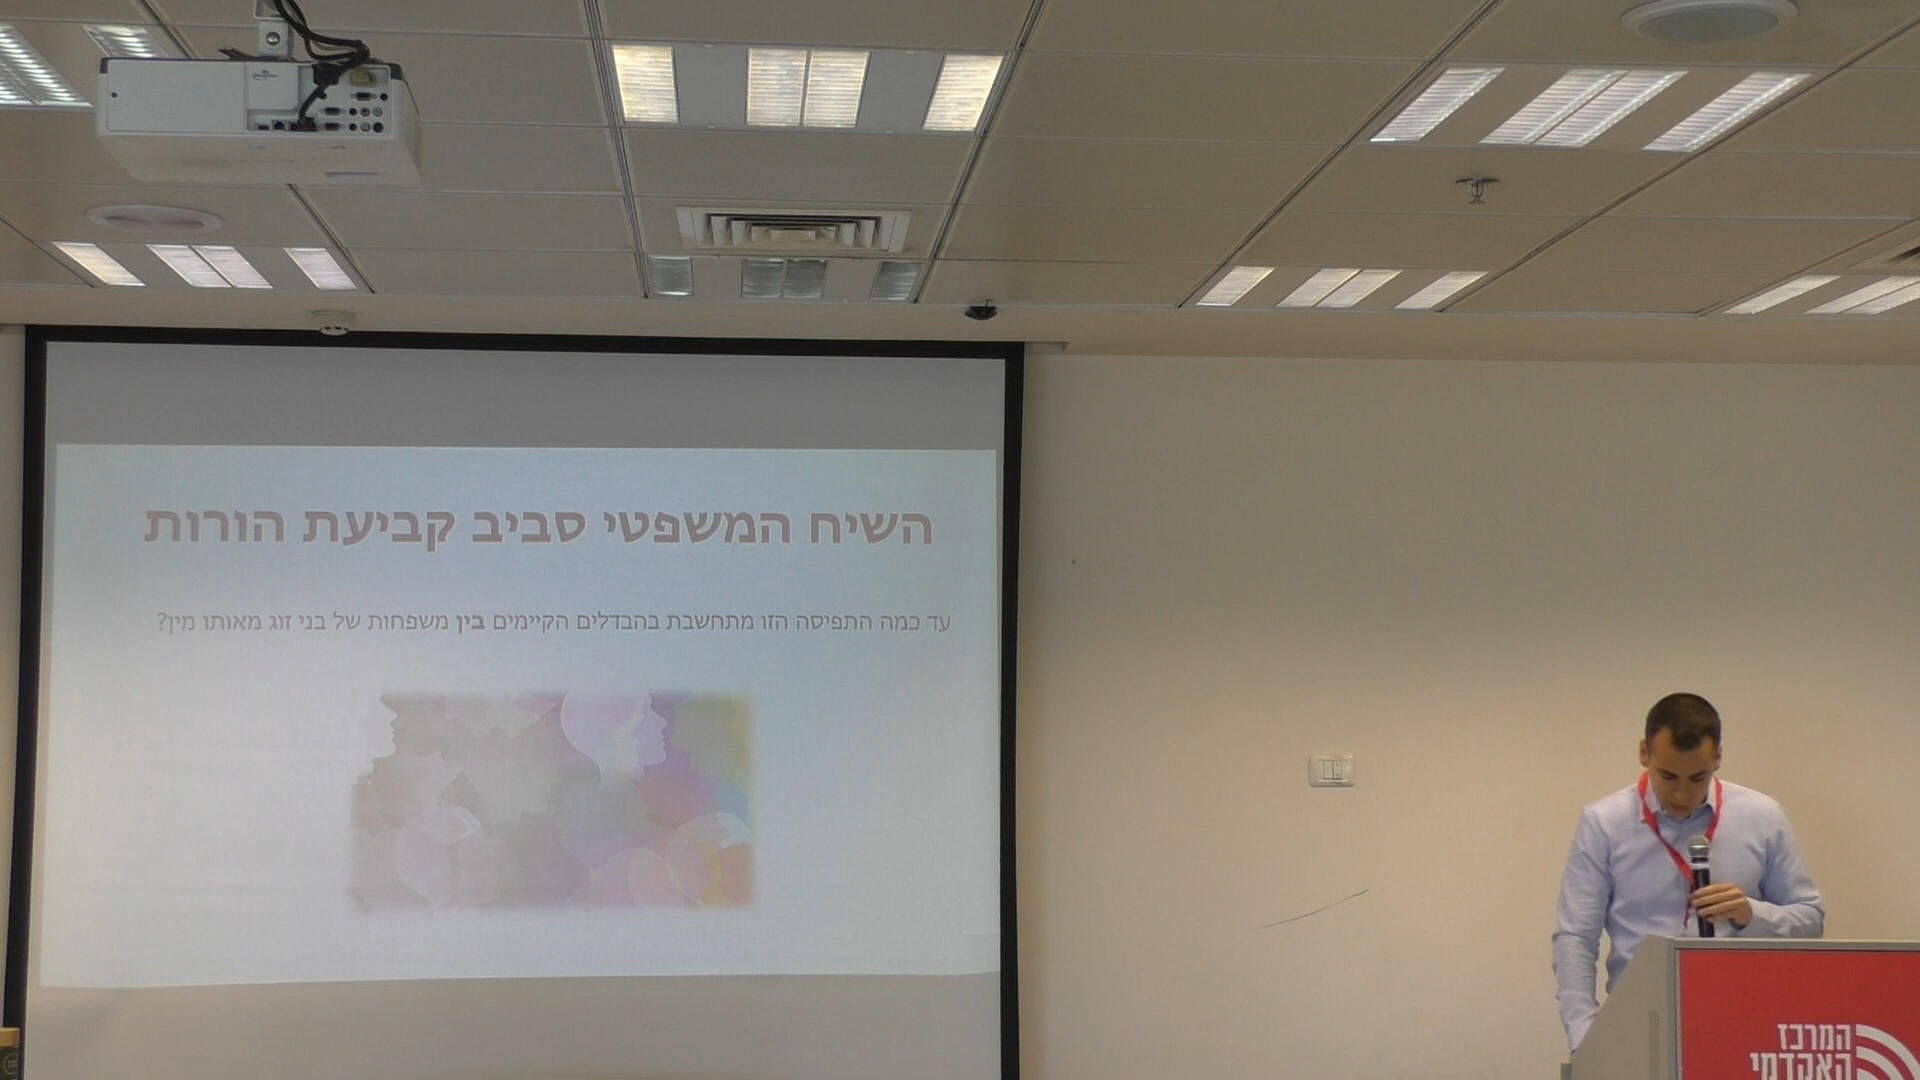 השיח המשפטי סביב קביעת הורות
עד כמה התפיסה הזו מתחשבת בהבדלים הקיימים בין משפחות של בני זוג מאותו מין?
המרכז
האקדמי